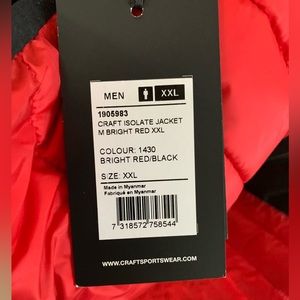 MEN XXL
1905983
CRAFT ISOLATE JACKET
M BRIGHT RED XXL
COLOUR: 1430
BRIGHT RED/BLACK
SIZE: XXL
Made in Myanmar
Fabriqué en Myanmar
7 318572 758544
WWW.CRAFTSPORTSWEAR.COM